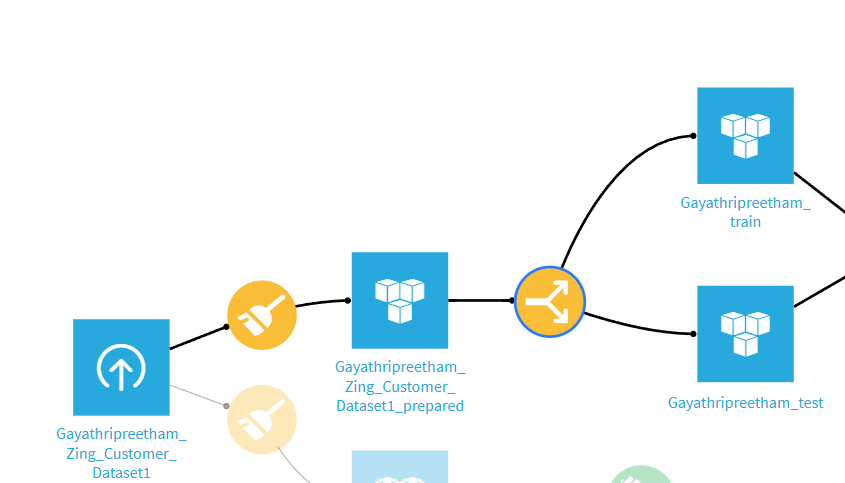 Gayathripreetham_
train
Gayathripreetham_
Zing_Customer_
Dataset1_prepared
Gayathripreetham_test
Gayathripreetham_
Zing_Customer_
Dataset1